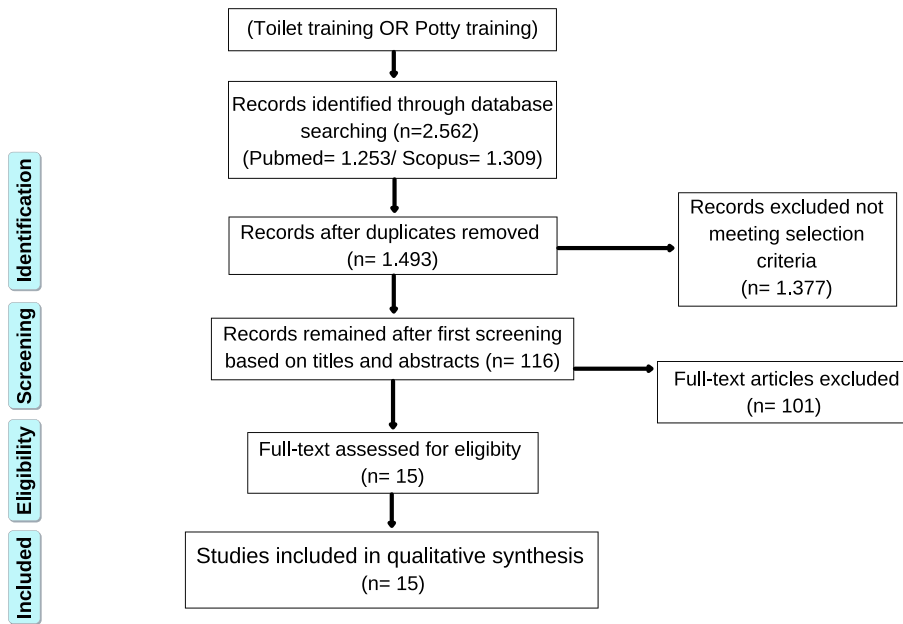 (Toilet training OR Potty training)
Records identified through database
searching (n=2.562)
(Pubmed= 1.253/ Scopus= 1.309)
Identification
Records after duplicates removed
(n= 1.493)
Records excluded not
meeting selection
criteria
(n= 1.377)
Screening
Records remained after first screening
based on titles and abstracts (n= 116)
Full-text articles excluded
(n= 101)
Eligibility
Full-text assessed for eligibity
(n= 15)
Included
Studies included in qualitative synthesis
(n= 15)